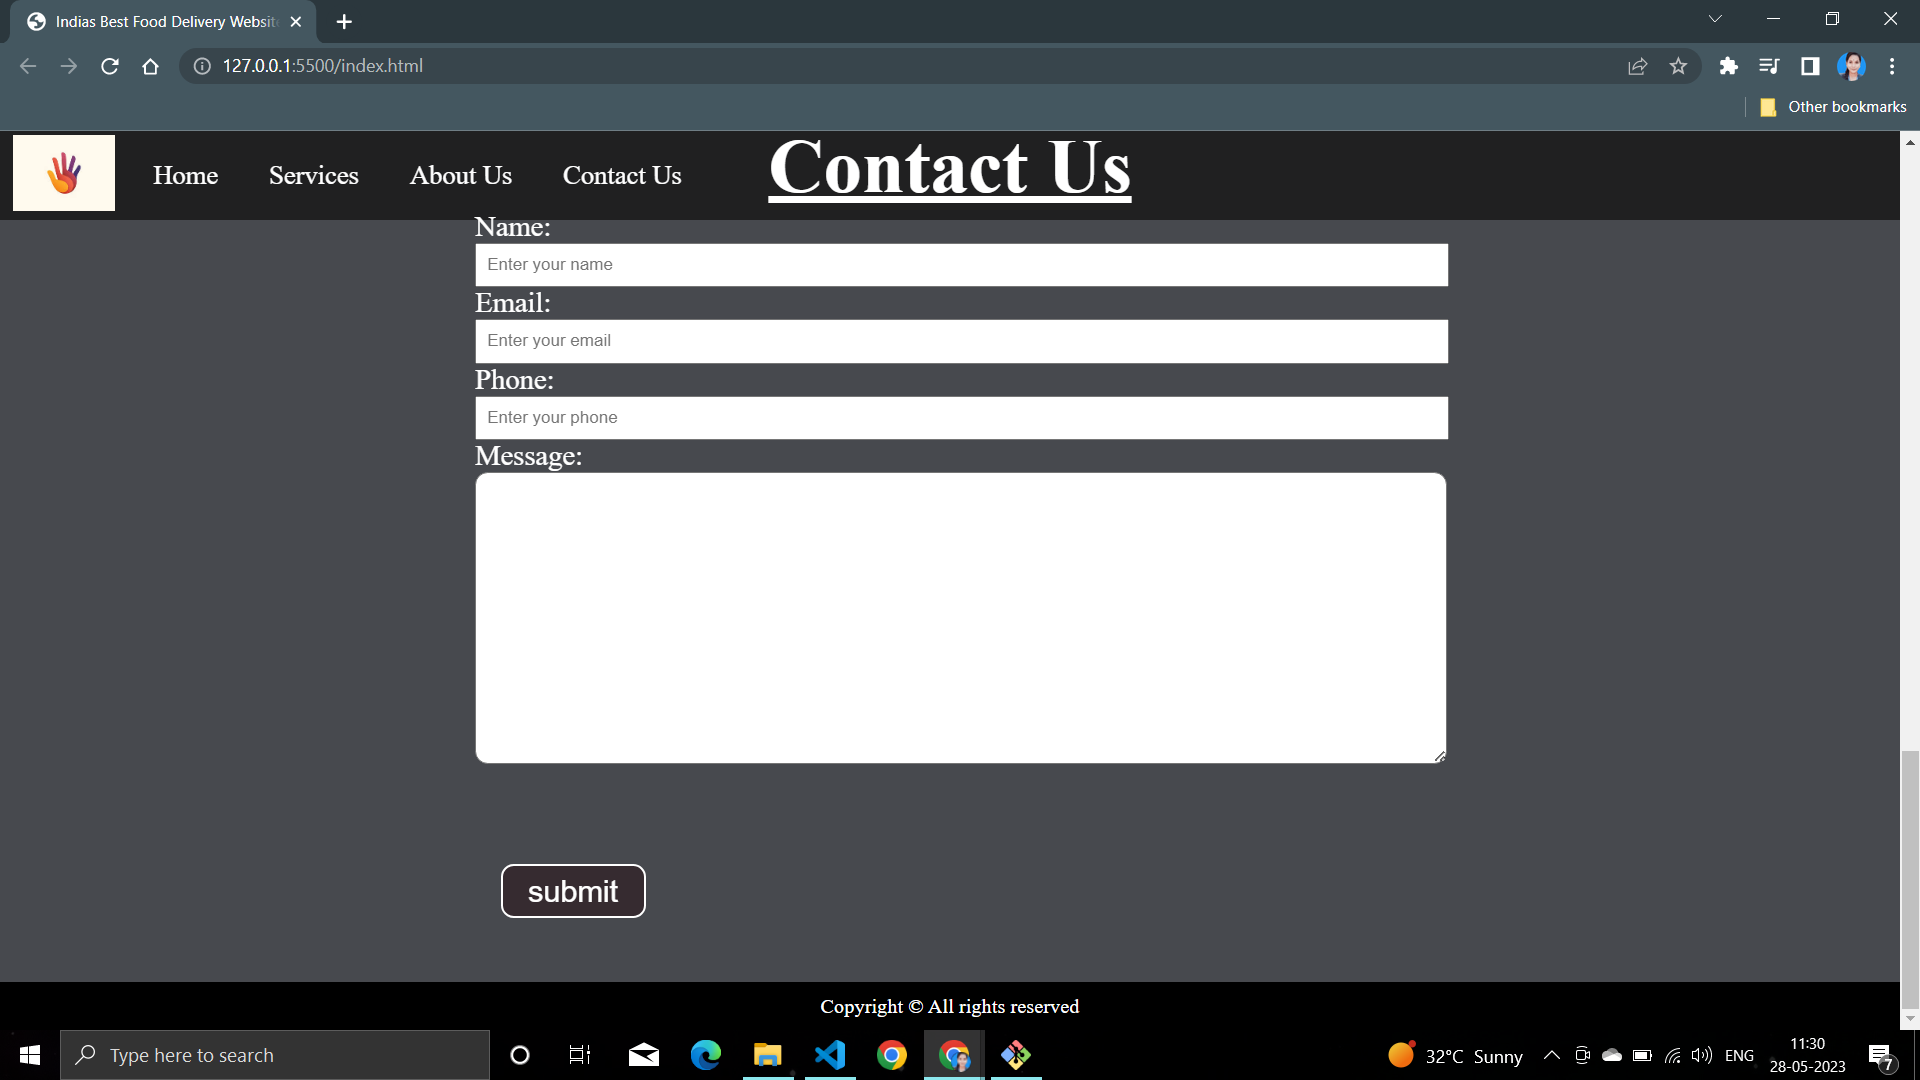 Indias Best Food Delivery Websit
127.0.0.1:5500/index.html
Other bookmarks
Home Services About Us Contact Us
Contact Us
Name:
Enter your name
Email:
Enter your email
Phone:
Enter your phone
Message:
submit
Copyright © All rights reserved
Type here to search
32°C Sunny
ENG
11:30
28-05-2023
7